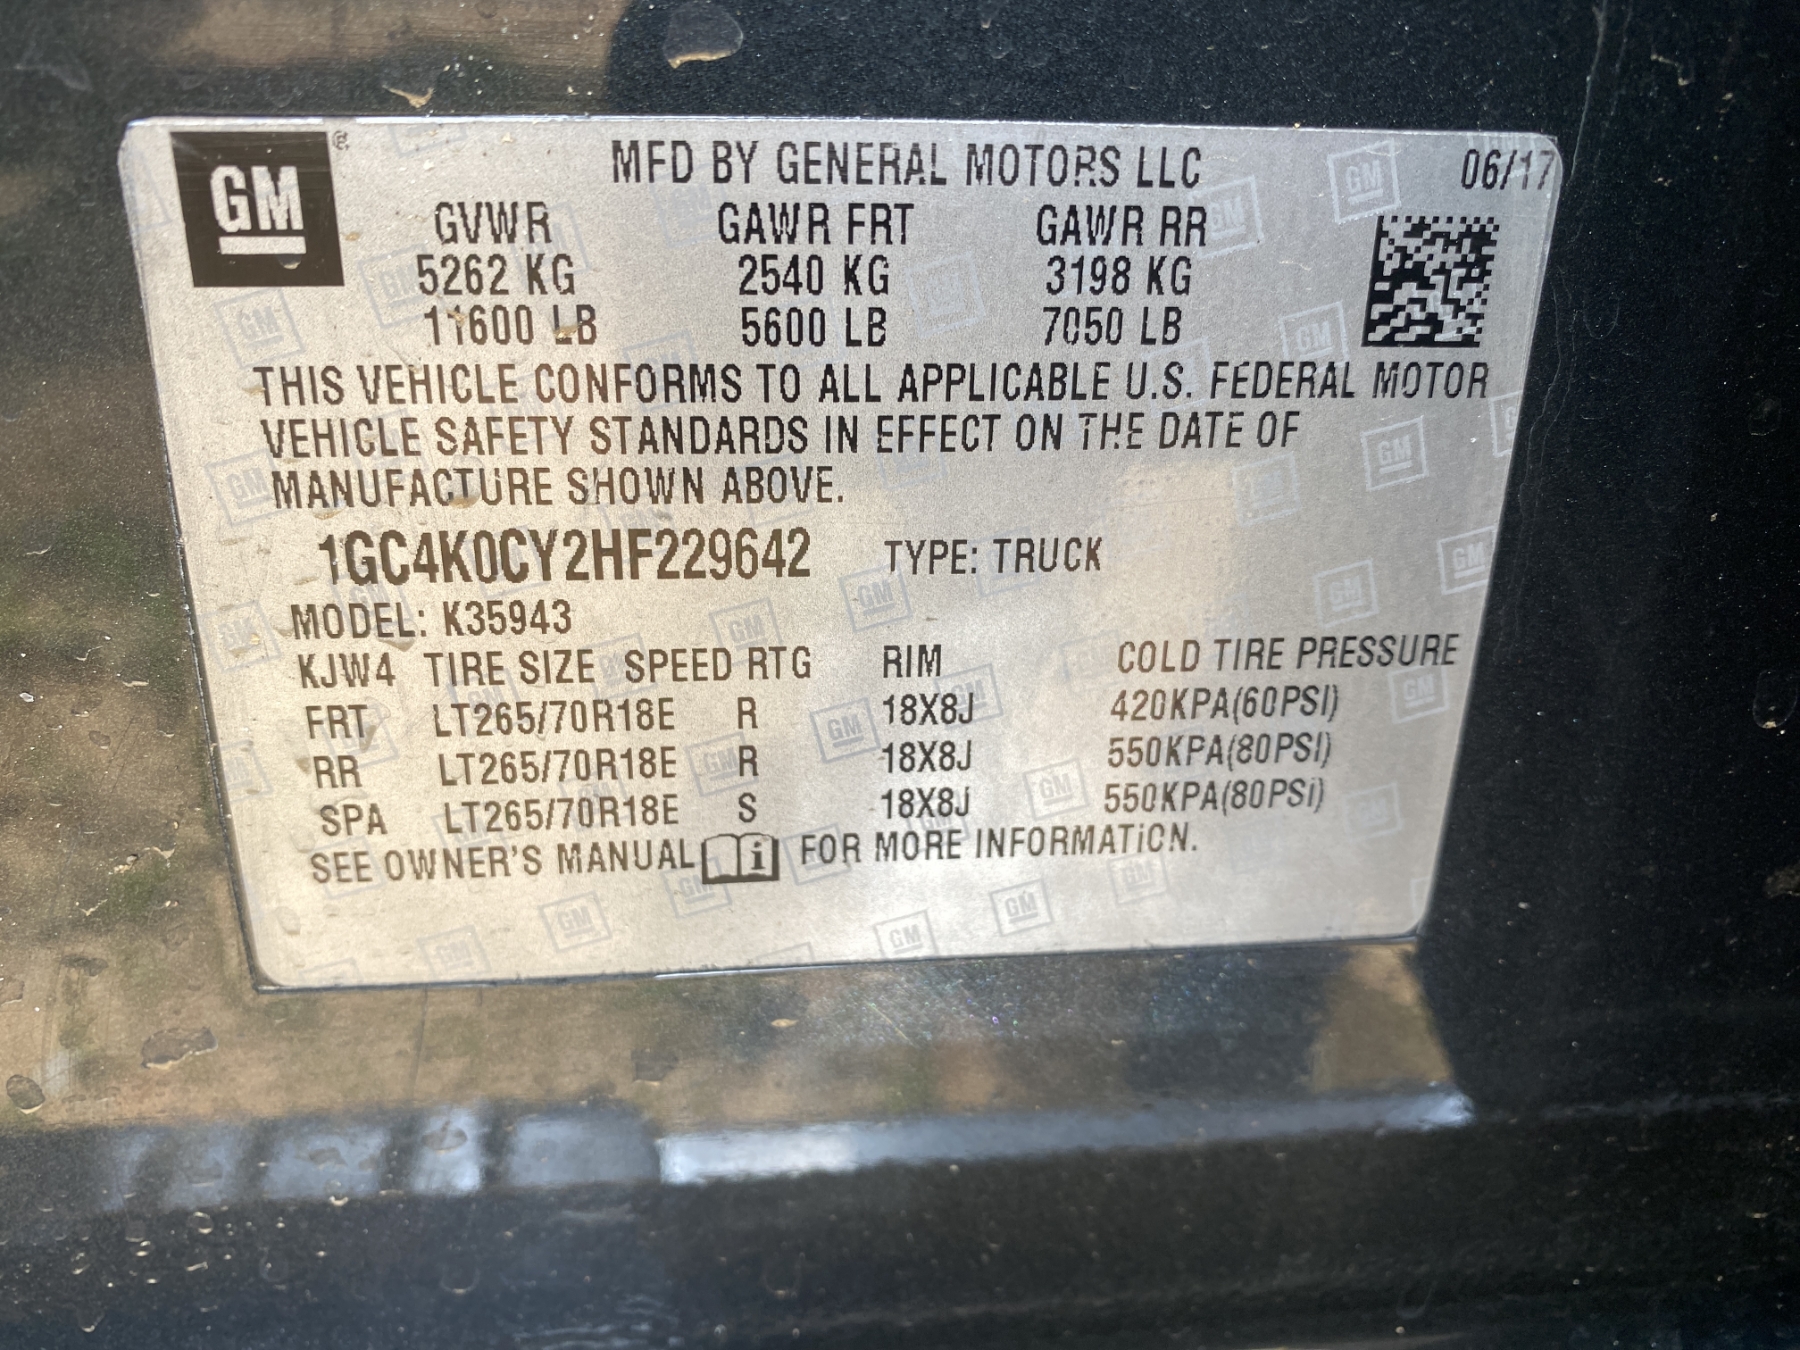 GM
MFD BY GENERAL MOTORS LLC 06/17
GVWR GAWR FRT GAWR RR
5262 KG 2540 KG 3198 KG
11600 LB 5600 LB 7050 LB
THIS VEHICLE CONFORMS TO ALL APPLICABLE U.S. FEDERAL MOTOR
VEHICLE SAFETY STANDARDS IN EFFECT ON THE DATE OF
MANUFACTURE SHOWN ABOVE.
1GC4K0CY2HF229642 TYPE: TRUCK
MODEL: K35943
KJW4 TIRE SIZE SPEED RTG RIM COLD TIRE PRESSURE
FRT LT265/70R18E R 18X8J 420KPA(60PSI)
RR LT265/70R18E R 18X8J 550KPA(80PSI)
SPA LT265/70R18E S 18X8J 550KPA(80PSI)
SEE OWNER'S MANUAL i FOR MORE INFORMATION.